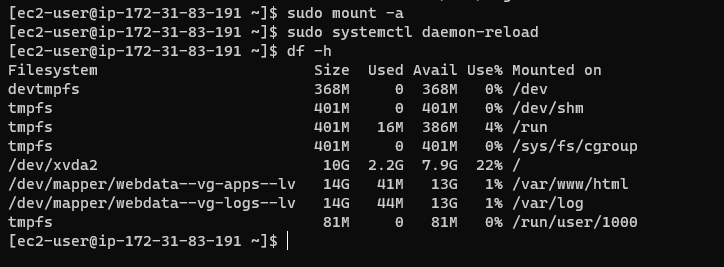 [ec2-user@ip-172-31-83-191 ~]$ sudo mount -a
[ec2-user@ip-172-31-83-191 ~]$ sudo systemctl daemon-reload
[ec2-user@ip-172-31-83-191 ~]$ df -h
Filesystem                       Size  Used Avail Use% Mounted on
devtmpfs                         368M     0  368M   0% /dev
tmpfs                            401M     0  401M   0% /dev/shm
tmpfs                            401M   16M  386M   4% /run
tmpfs                            401M     0  401M   0% /sys/fs/cgroup
/dev/xvda2                        10G  2.2G  7.9G  22% /
/dev/mapper/webdata--vg-apps--lv  14G   41M   13G   1% /var/www/html
/dev/mapper/webdata--vg-logs--lv  14G   44M   13G   1% /var/log
tmpfs                             81M     0   81M   0% /run/user/1000
[ec2-user@ip-172-31-83-191 ~]$